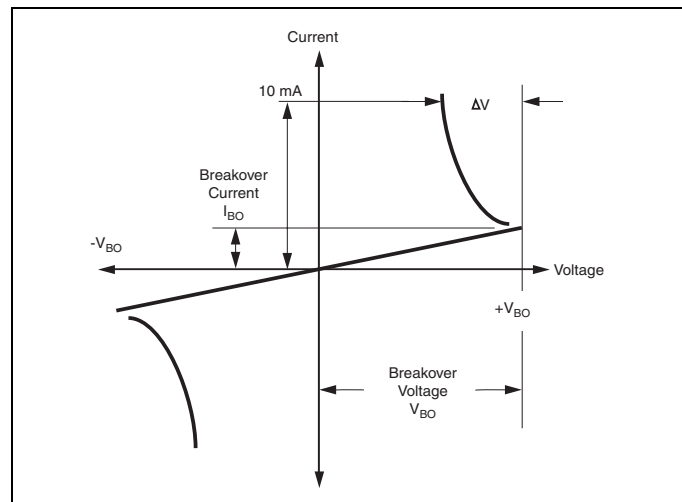 Current
10 mA
ΔV
Breakover
Current
I_BO
-V_BO
Voltage
+V_BO
Breakover
Voltage
V_BO